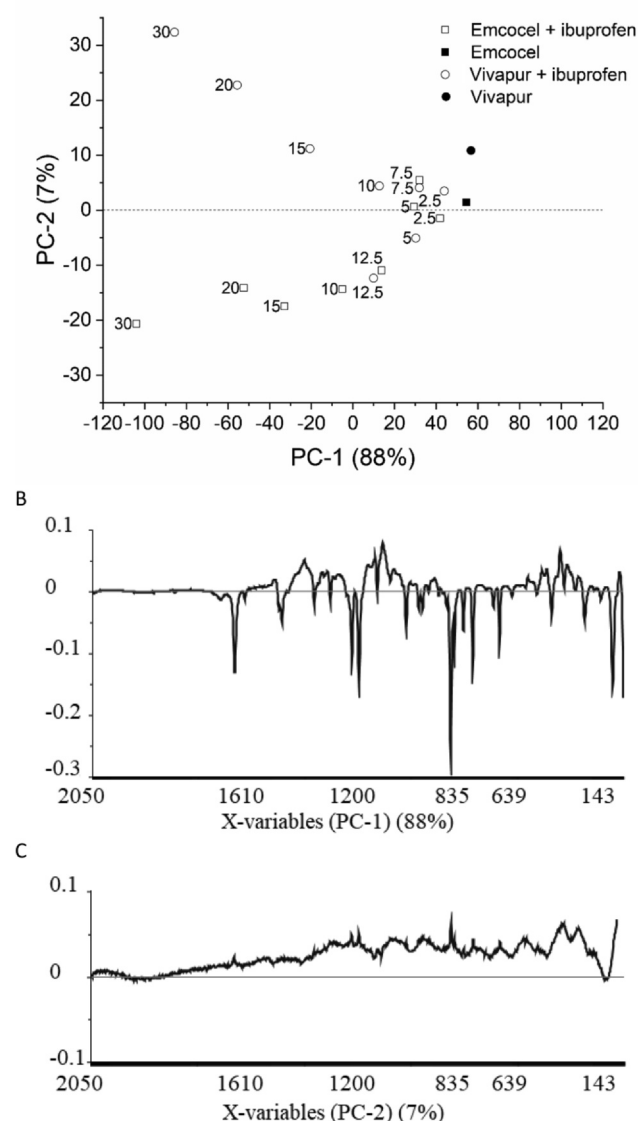 Emcocel + ibuprofen
Emcocel
Vivapur + ibuprofen
Vivapur
30
20
15
10
7.5
7.5
2.5
5
2.5
5
12.5
12.5
10
20
15
30
30
20
10
0
-10
-20
-30
PC-2 (7%)
-120 -100 -80 -60 -40 -20 0 20 40 60 80 100 120
PC-1 (88%)
B
0.1
0
-0.1
-0.2
-0.3
2050 1610 1200 835 639 143
X-variables (PC-1) (88%)
C
0.1
0
-0.1
2050 1610 1200 835 639 143
X-variables (PC-2) (7%)